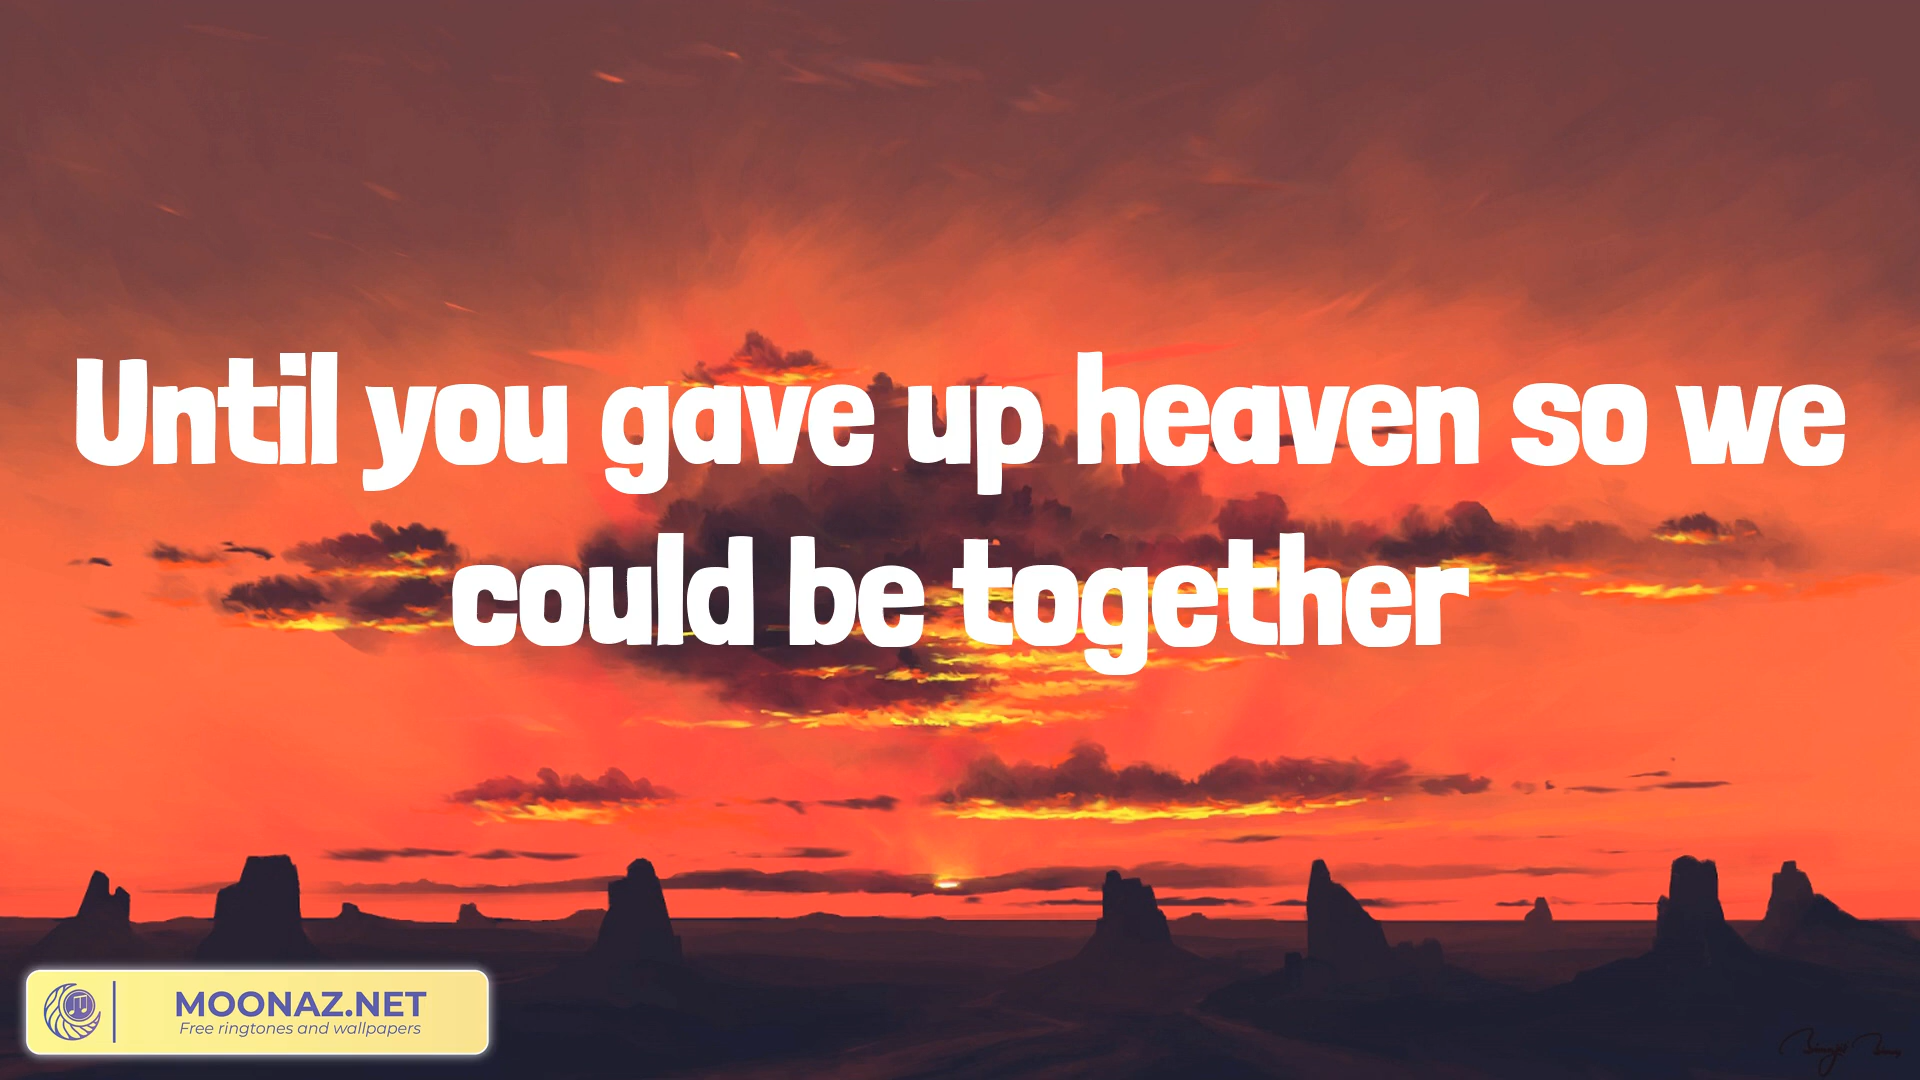 Until you gave up heaven so we
could be together
MOONAZ.NET
Free ringtones and wallpapers